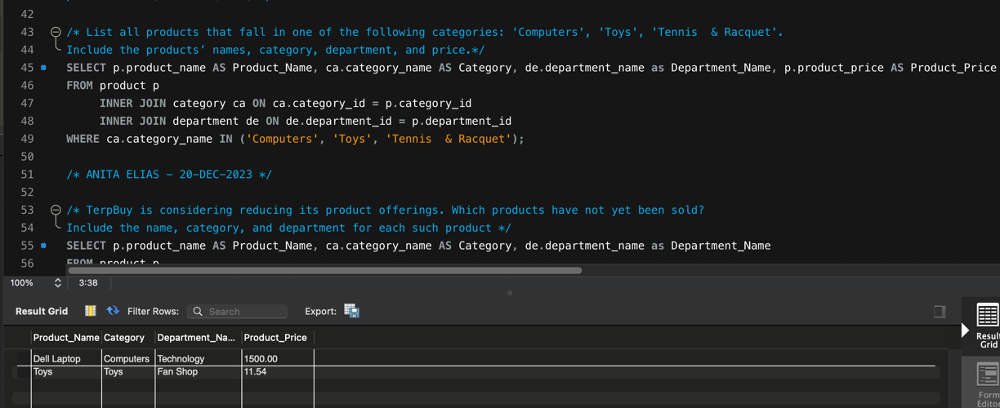 42
43 /* List all products that fall in one of the following categories: 'Computers', 'Toys', 'Tennis  & Racquet'.
44 Include the products’ names, category, department, and price.*/
45 SELECT p.product_name AS Product_Name, ca.category_name AS Category, de.department_name as Department_Name, p.product_price AS Product_Price
46 FROM product p
47 INNER JOIN category ca ON ca.category_id = p.category_id
48 INNER JOIN department de ON de.department_id = p.department_id
49 WHERE ca.category_name IN ('Computers', 'Toys', 'Tennis  & Racquet');
50
51 /* ANITA ELIAS - 20-DEC-2023 */
52
53 /* TerpBuy is considering reducing its product offerings. Which products have not yet been sold?
54 Include the name, category, and department for each such product */
55 SELECT p.product_name AS Product_Name, ca.category_name AS Category, de.department_name as Department_Name
56 FROM product p
100% 3:38
Result Grid Filter Rows: Search Export:
Product_Name Category Department_Na... Product_Price
Dell Laptop Computers Technology 1500.00
Toys Toys Fan Shop 11.54
Result
Grid
Form
Editor